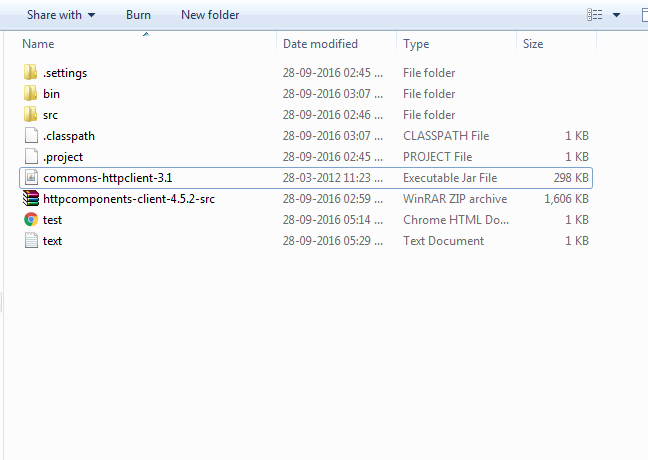 Share with Burn New folder
Name Date modified Type Size
.settings 28-09-2016 02:45 ... File folder
bin 28-09-2016 03:07 ... File folder
src 28-09-2016 02:46 ... File folder
.classpath 28-09-2016 03:07 ... CLASSPATH File 1 KB
.project 28-09-2016 02:45 ... PROJECT File 1 KB
commons-httpclient-3.1 28-03-2012 11:23 ... Executable Jar File 298 KB
httpcomponents-client-4.5.2-src 28-09-2016 02:59 ... WinRAR ZIP archive 1,606 KB
test 28-09-2016 05:14 ... Chrome HTML Do... 1 KB
text 28-09-2016 05:29 ... Text Document 1 KB